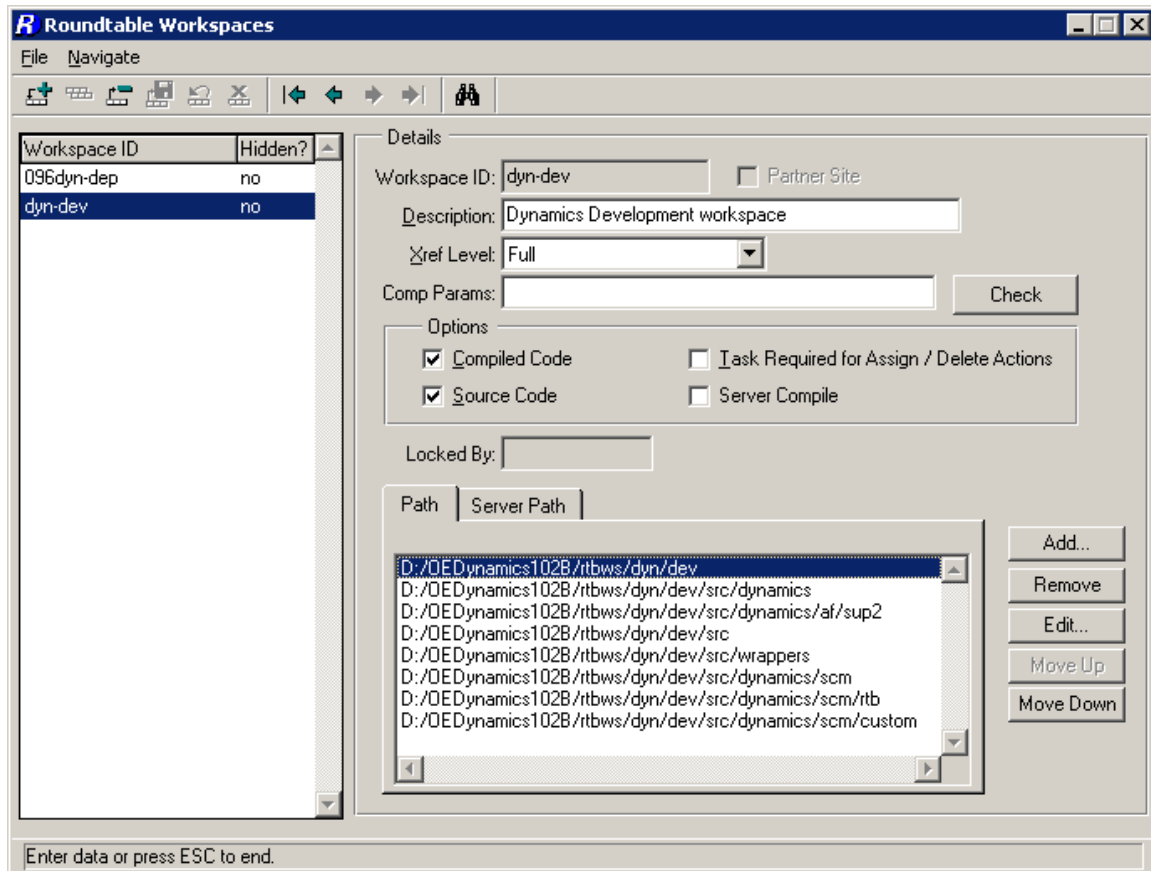 R Roundtable Workspaces
File Navigate
Workspace ID Hidden?
096dyn-dep no
dyn-dev no
Details
Workspace ID: dyn-dev Partner Site
Description: Dynamics Development workspace
Xref Level: Full
Comp Params: Check
Options
Compiled Code Task Required for Assign / Delete Actions
Source Code Server Compile
Locked By:
Path Server Path
D:/OEDynamics102B/rtbws/dyn/dev
D:/OEDynamics102B/rtbws/dyn/dev/src/dynamics
D:/OEDynamics102B/rtbws/dyn/dev/src/dynamics/af/sup2
D:/OEDynamics102B/rtbws/dyn/dev/src
D:/OEDynamics102B/rtbws/dyn/dev/src/wrappers
D:/OEDynamics102B/rtbws/dyn/dev/src/dynamics/scm
D:/OEDynamics102B/rtbws/dyn/dev/src/dynamics/scm/rtb
D:/OEDynamics102B/rtbws/dyn/dev/src/dynamics/scm/custom
Add...
Remove
Edit...
Move Up
Move Down
Enter data or press ESC to end.